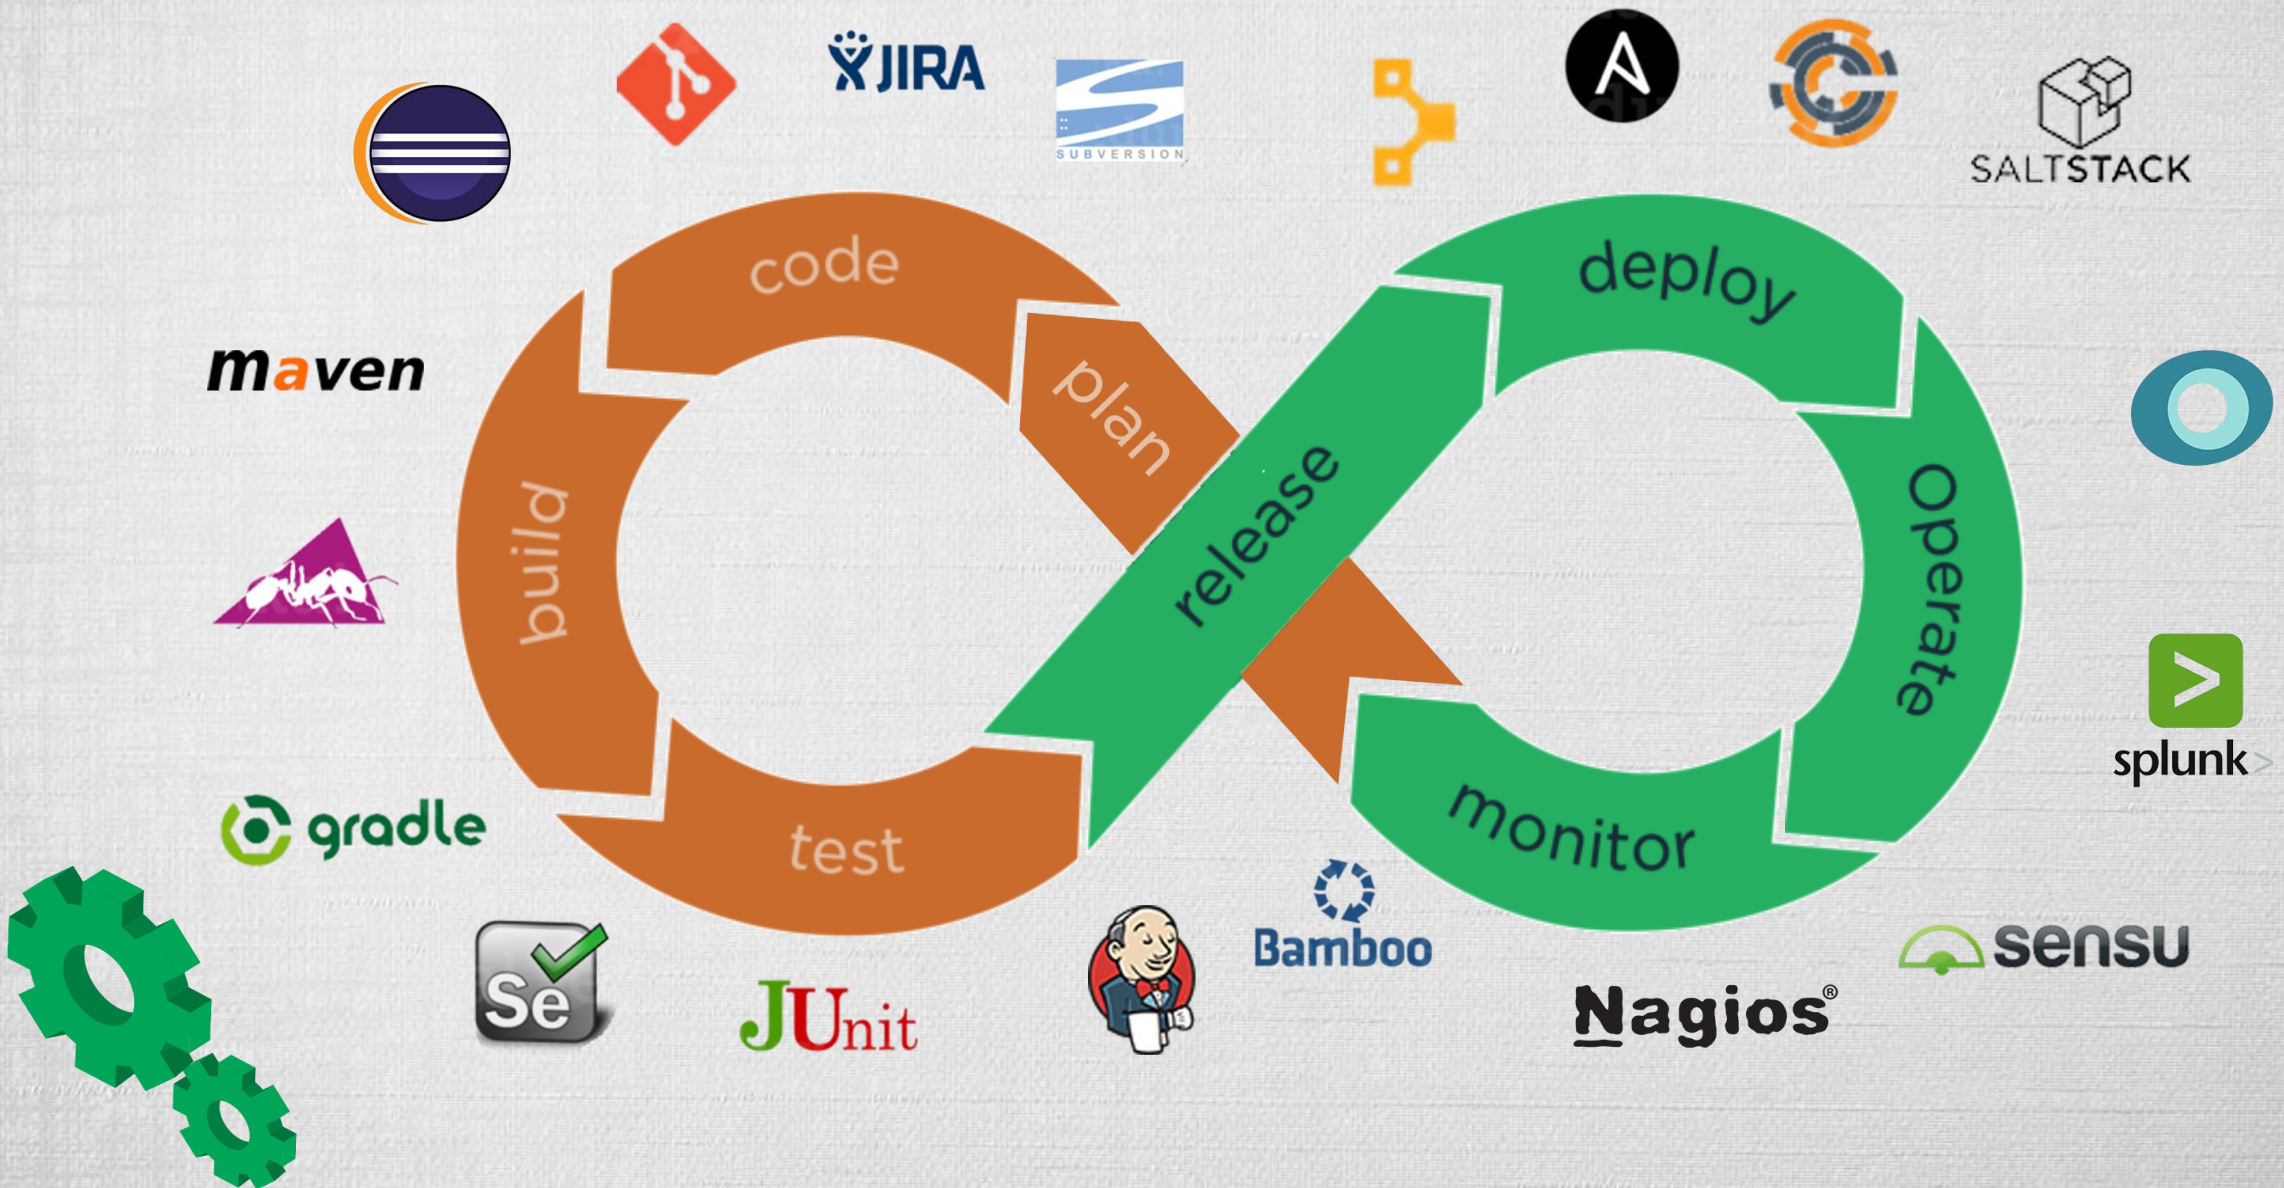 JIRA
SUBVERSION
SALTSTACK
code
deploy
maven
plan
release
build
Operate
splunk>
gradle
test
monitor
Se
JUnit
Bamboo
Nagios®
sensu